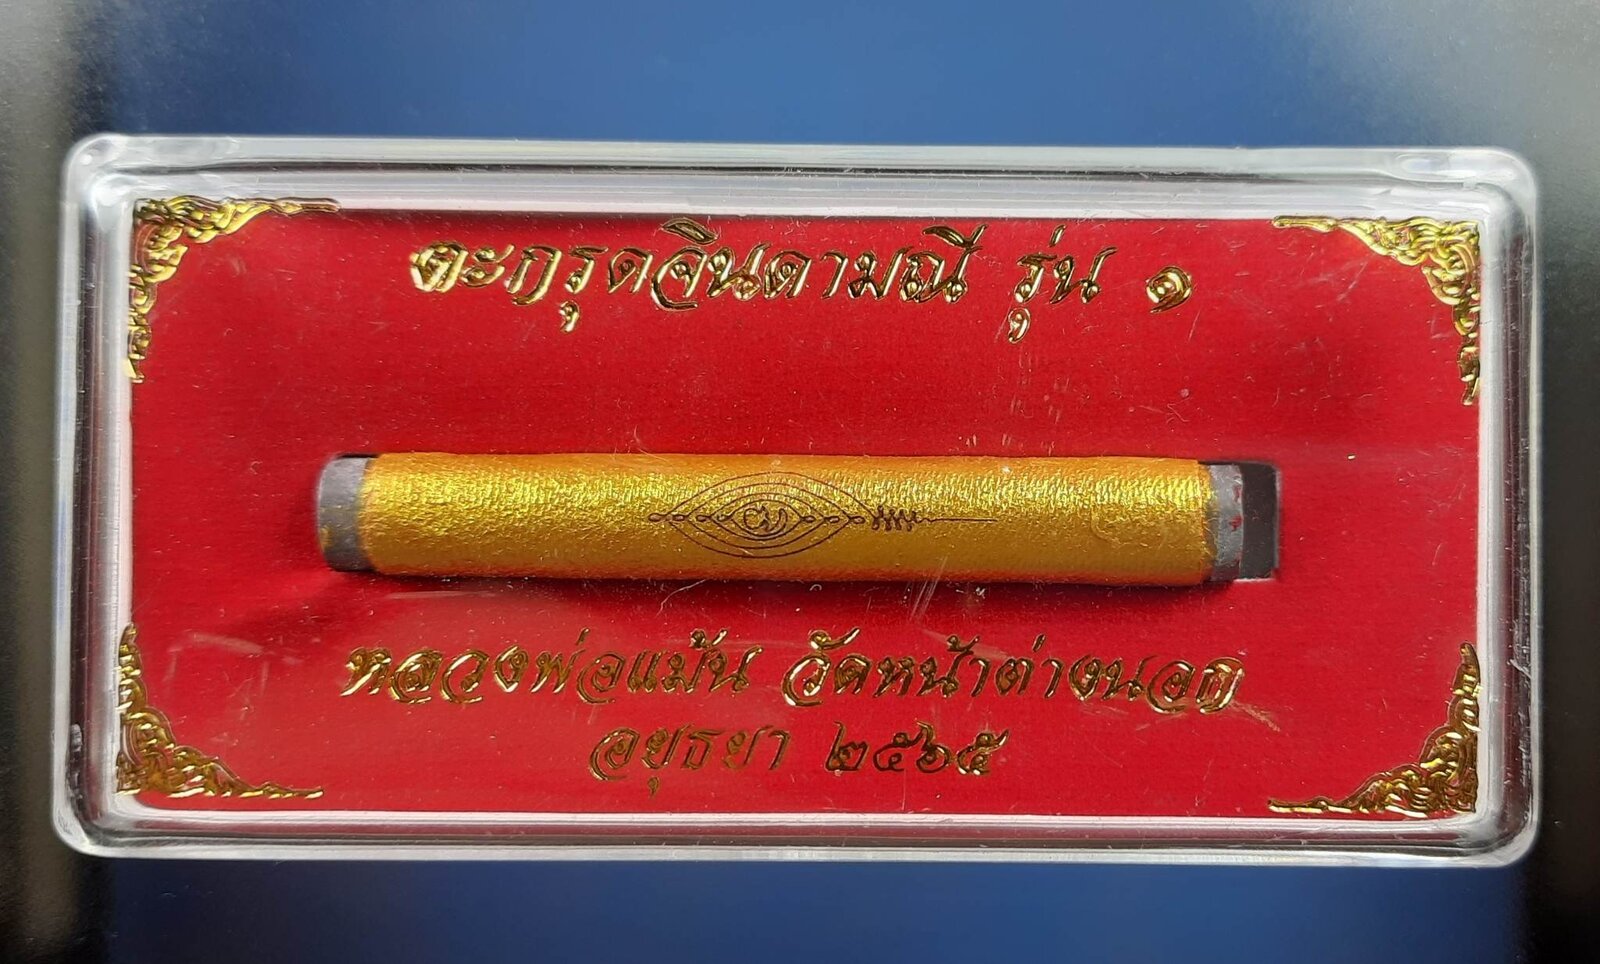 ตะกรุดจินดามณี รุ่น ๑
หลวงพ่อแม้น วัดหน้าต่างนอก
อยุธยา ๒๕๖๕